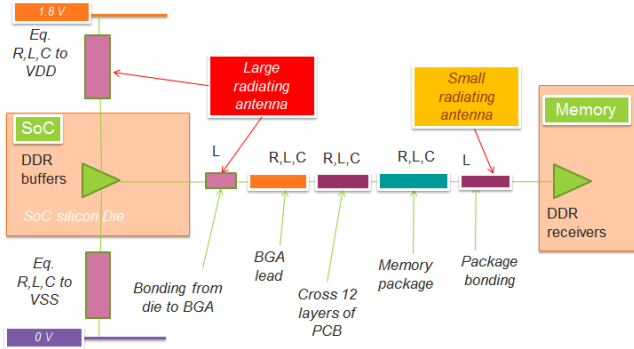 1.8 V
Eq.
R,L,C to
VDD
Large
radiating
antenna
Small
radiating
antenna
SoC
DDR
buffers
SoC silicon Die
L
R,L,C
R,L,C
R,L,C
L
Memory
DDR
receivers
Eq.
R,L,C to
VSS
Bonding from
die to BGA
BGA
lead
Cross 12
layers of
PCB
Memory
package
Package
bonding
0 V